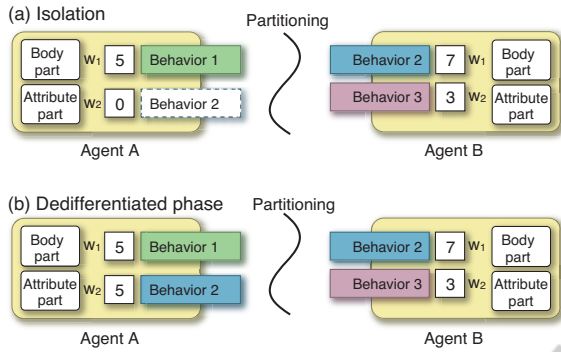 (a) Isolation
Partitioning
Body part
w1 5 Behavior 1
Attribute part
w2 0 Behavior 2
Agent A
Behavior 2 7 w1
Body part
Behavior 3 3 w2
Attribute part
Agent B
(b) Dedifferentiated phase
Partitioning
Body part
w1 5 Behavior 1
Attribute part
w2 5 Behavior 2
Agent A
Behavior 2 7 w1
Body part
Behavior 3 3 w2
Attribute part
Agent B